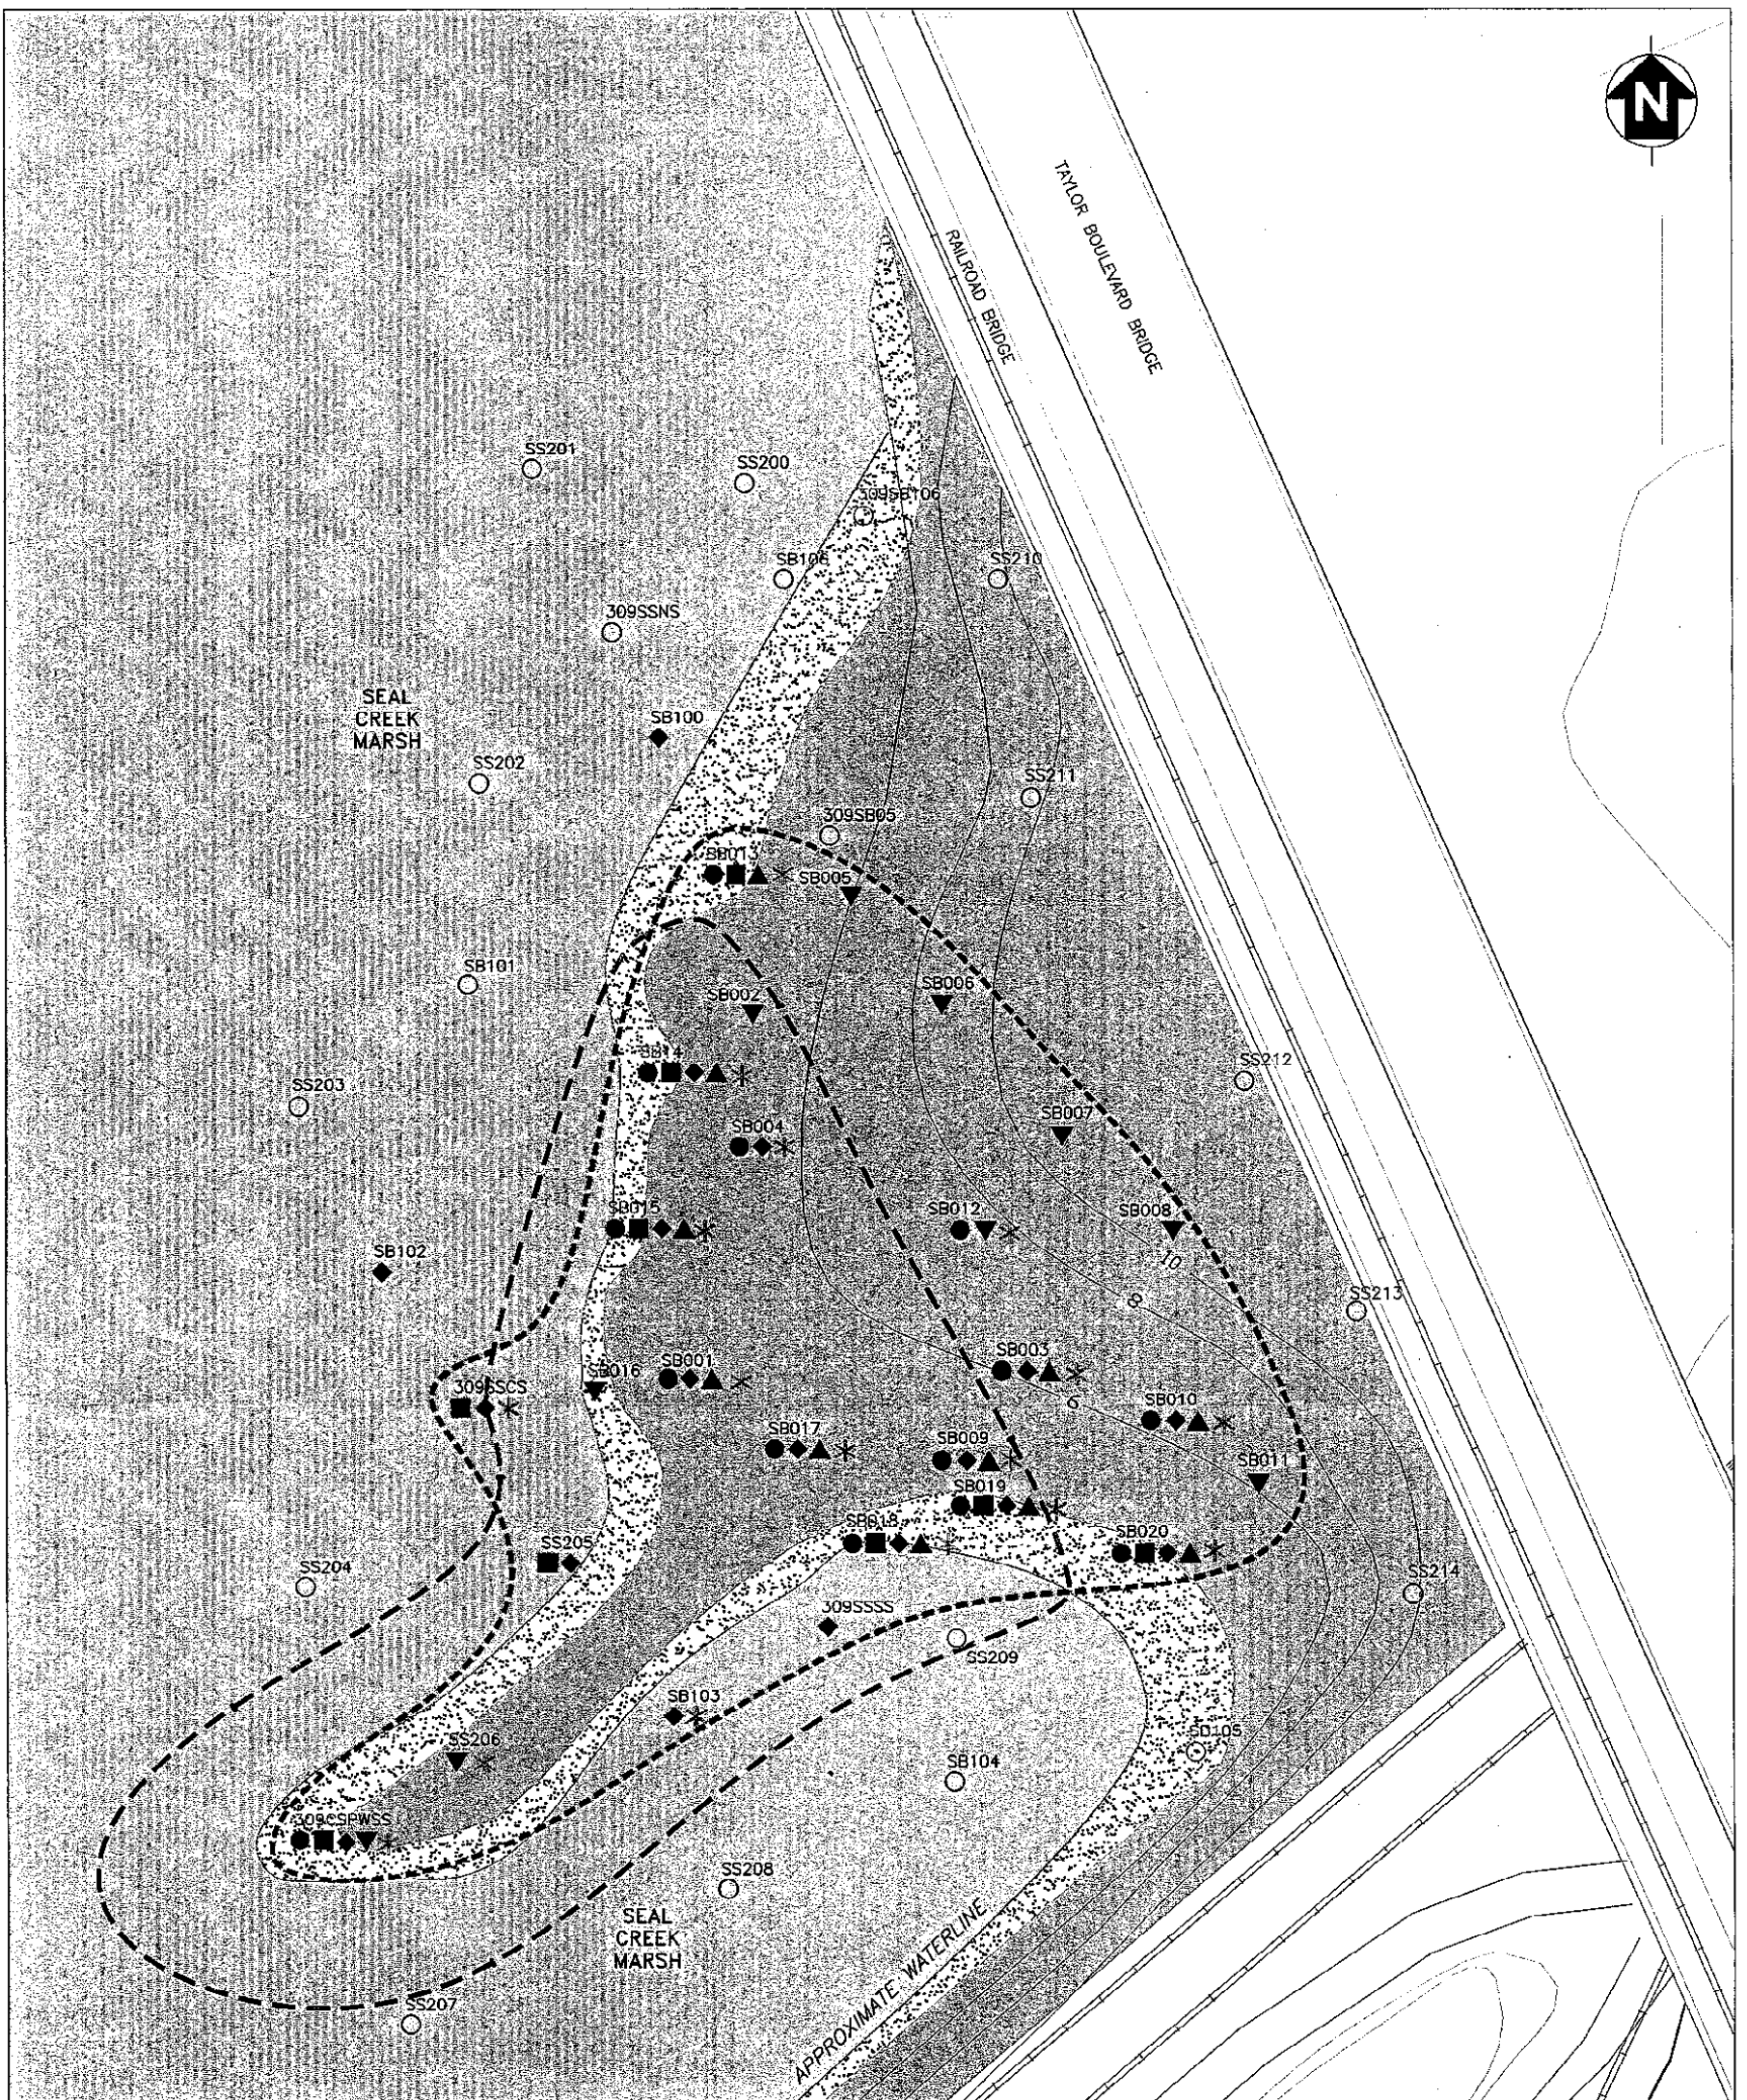 N
TAYLOR BOULEVARD BRIDGE
RAILROAD BRIDGE
SS201
SS200
309SB106
SB106
SS210
309SSNS
SEAL
CREEK
MARSH
SB100
SS202
SS211
309SB05
SB013
SB005
SB101
SB002
SB006
SB14
SS212
SS203
SB007
SB004
SB015
SB012
SB008
SB102
10
8
SS213
SB016
SB001
SB003
309SSCS
6
SB010
SB017
SB009
SB011
SB019
SB018
SB020
SS205
SS204
SS214
309SSSS
SS209
SB103
SS206
SB105
SB104
309CSPWSS
SS208
SEAL
CREEK
MARSH
APPROXIMATE WATERLINE
SS207